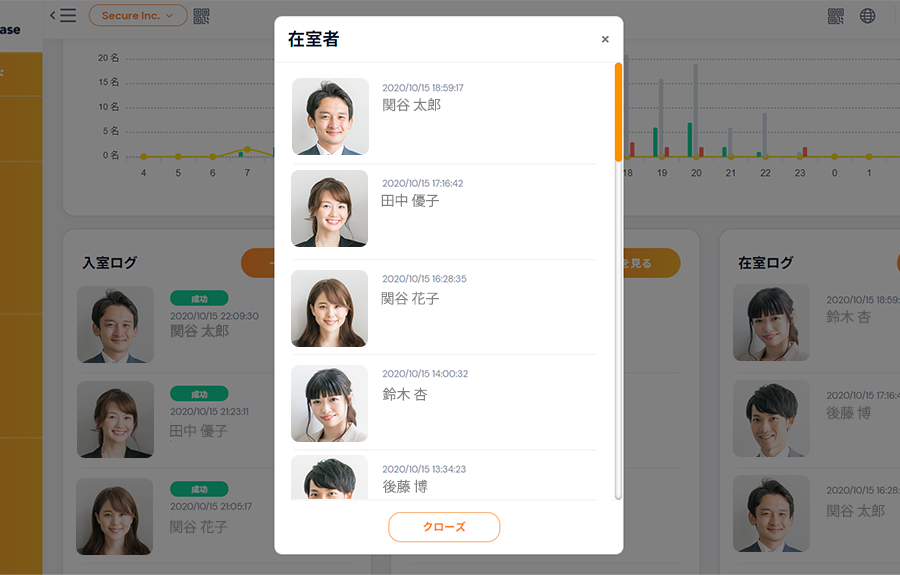 ase
Secure Inc.
20 名
15 名
10 名
5 名
0 名
4 5 6 7
18 19 20 21 22 23 0 1
入室ログ
成功
2020/10/15 22:09:30
関谷 太郎
成功
2020/10/15 21:23:11
田中 優子
成功
2020/10/15 21:05:17
関谷 花子
在室者
×
2020/10/15 18:59:17
関谷 太郎
2020/10/15 17:16:42
田中 優子
2020/10/15 16:28:35
関谷 花子
2020/10/15 14:00:32
鈴木 杏
2020/10/15 13:34:23
後藤 博
クローズ
を見る
在室ログ
2020/10/15 18:59:
鈴木 杏
2020/10/15 17:16:4
後藤 博
2020/10/15 16:28:
関谷 太郎